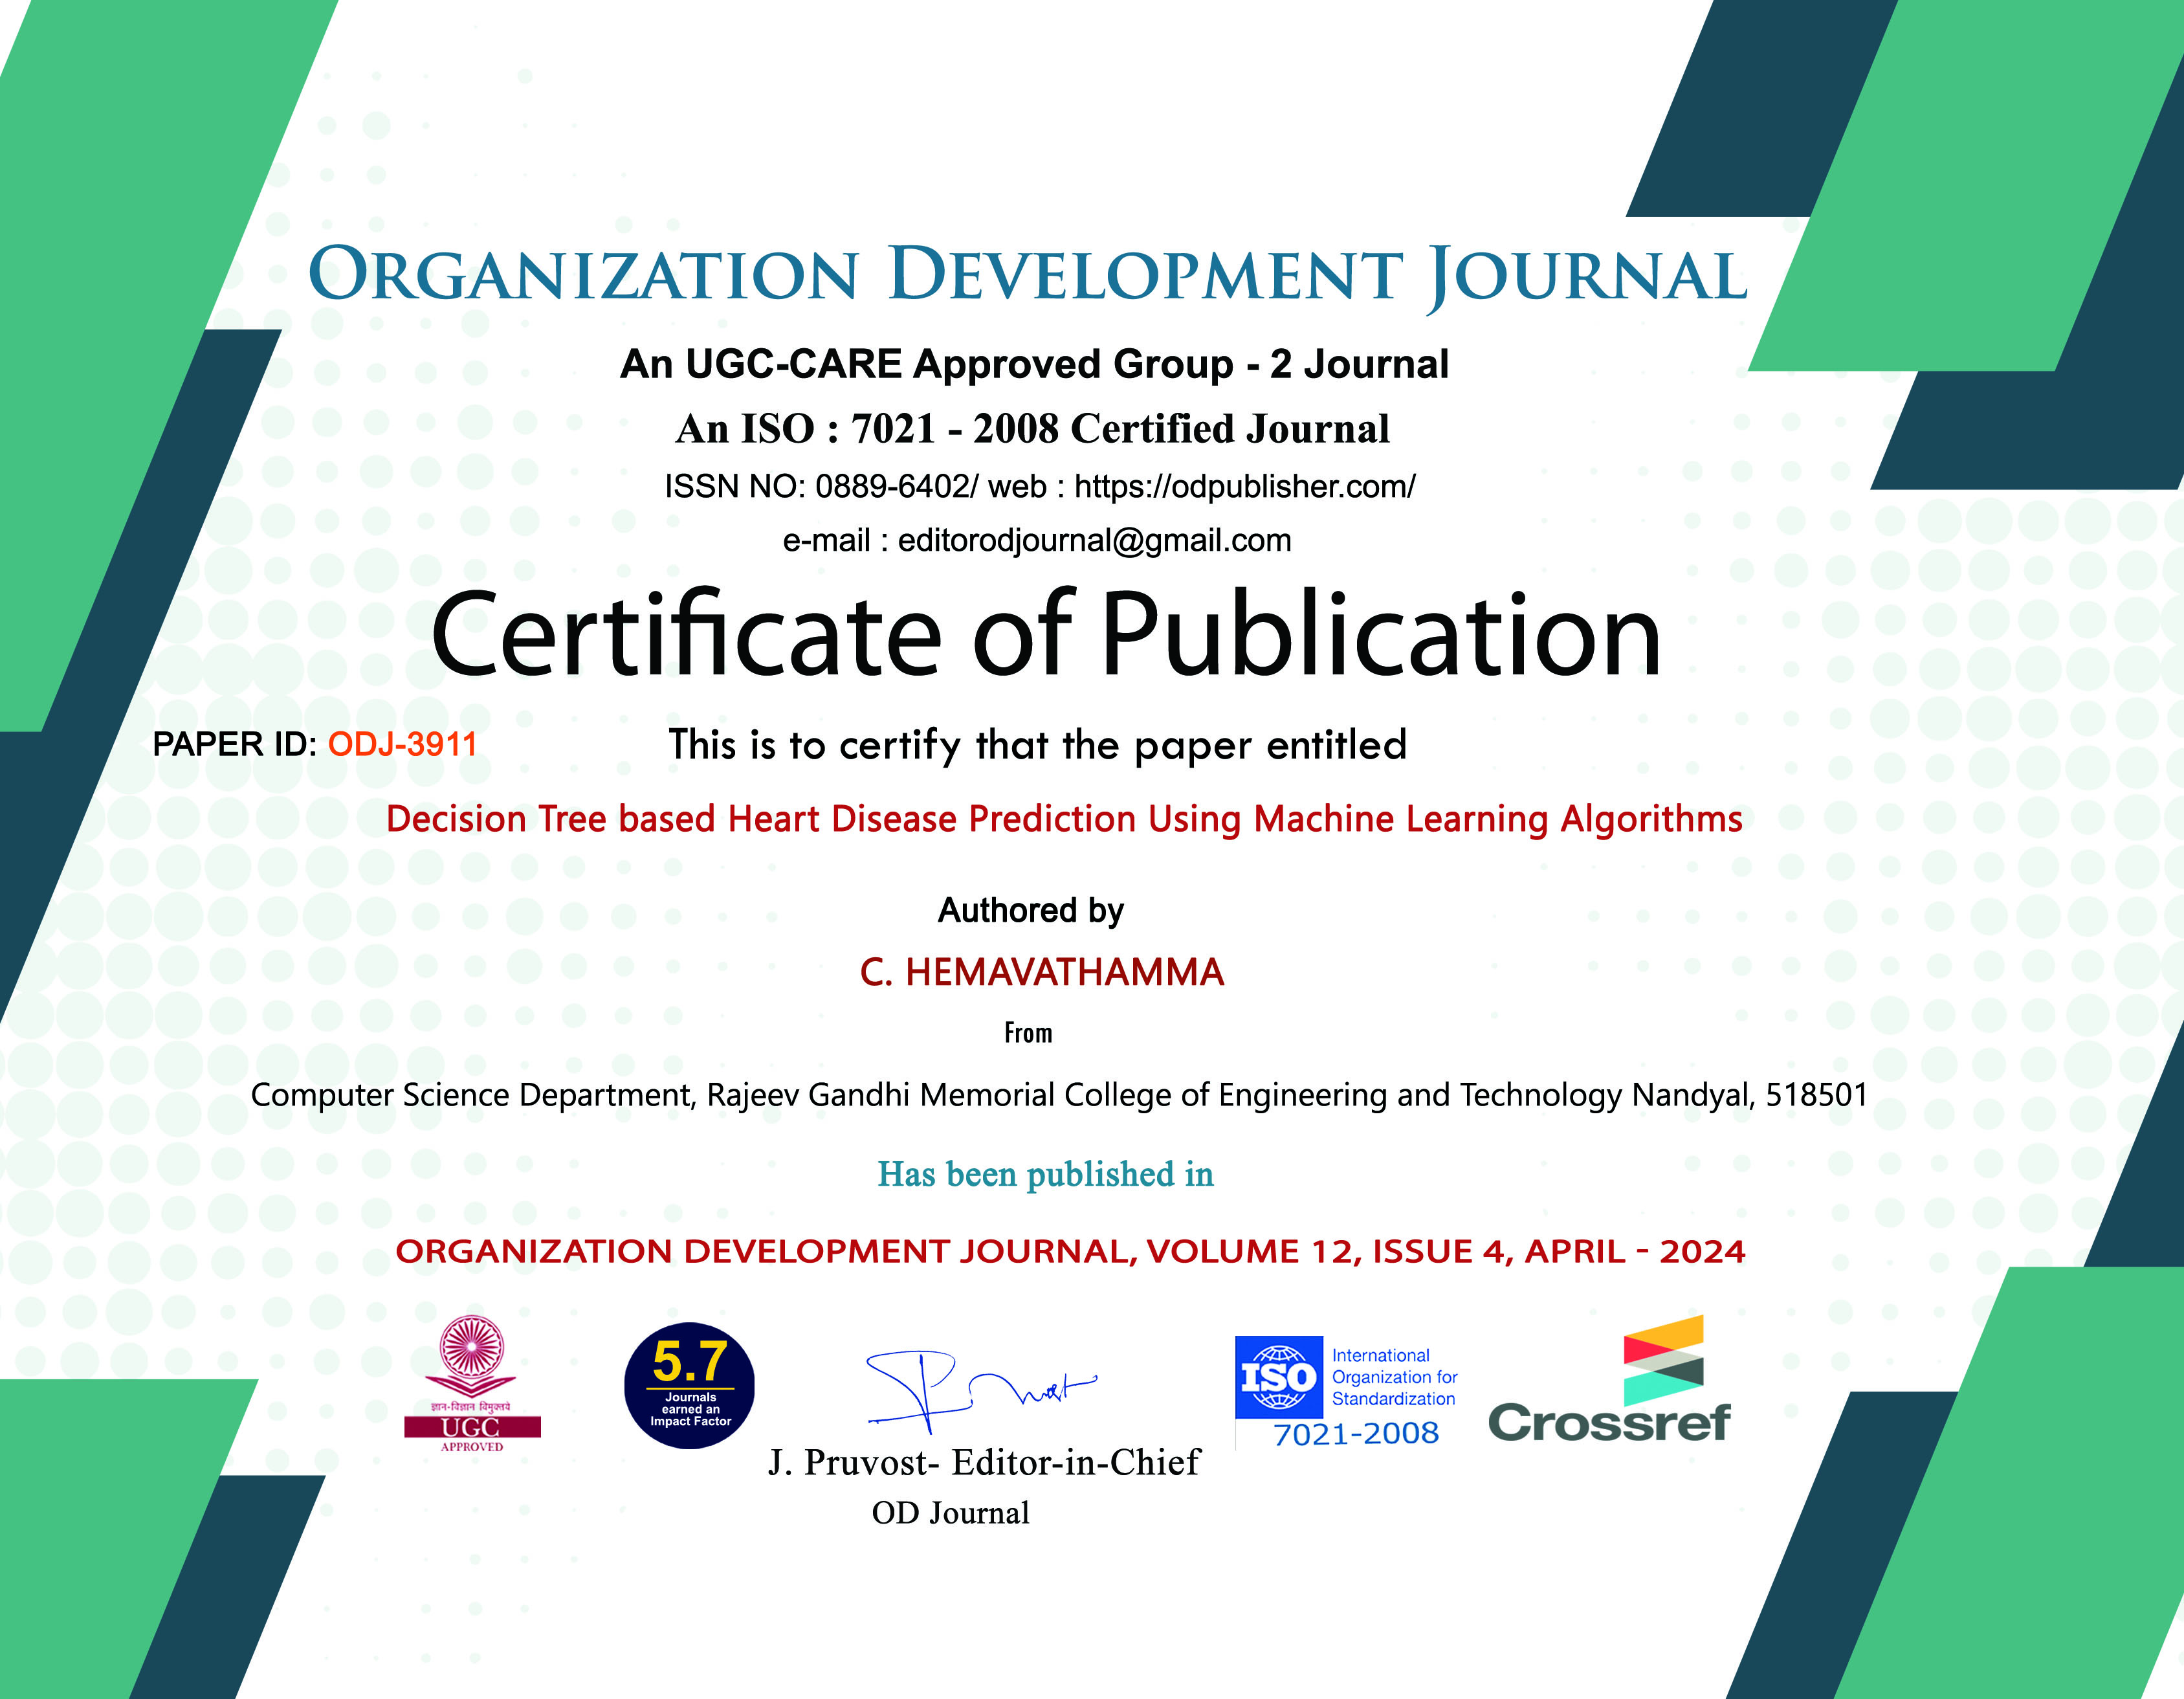 ORGANIZATION DEVELOPMENT JOURNAL
An UGC-CARE Approved Group - 2 Journal
An ISO : 7021 - 2008 Certified Journal
ISSN NO: 0889-6402/ web : https://odpublisher.com/
e-mail : editorodjournal@gmail.com
Certificate of Publication
PAPER ID: ODJ-3911
This is to certify that the paper entitled
Decision Tree based Heart Disease Prediction Using Machine Learning Algorithms
Authored by
C. HEMAVATHAMMA
From
Computer Science Department, Rajeev Gandhi Memorial College of Engineering and Technology Nandyal, 518501
Has been published in
ORGANIZATION DEVELOPMENT JOURNAL, VOLUME 12, ISSUE 4, APRIL - 2024
ज्ञान-विज्ञान विमुक्तये
UGC
APPROVED
5.7
Journals
earned an
Impact Factor
J. Pruvost- Editor-in-Chief
OD Journal
ISO
International
Organization for
Standardization
7021-2008
Crossref